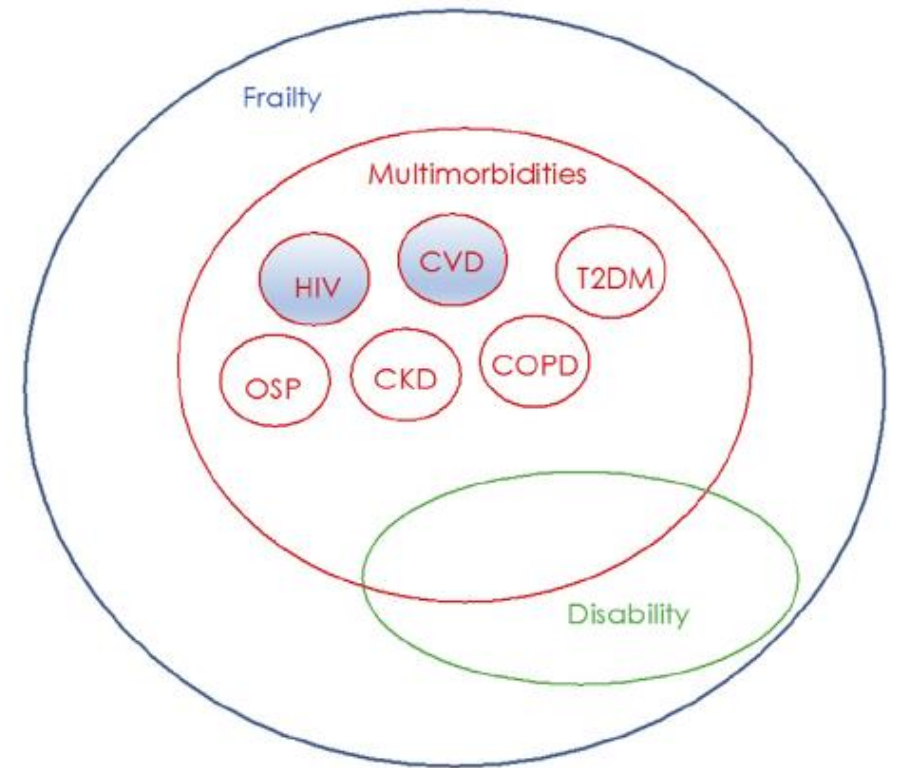 Frailty
Multimorbidities
HIV
CVD
T2DM
OSP
CKD
COPD
Disability